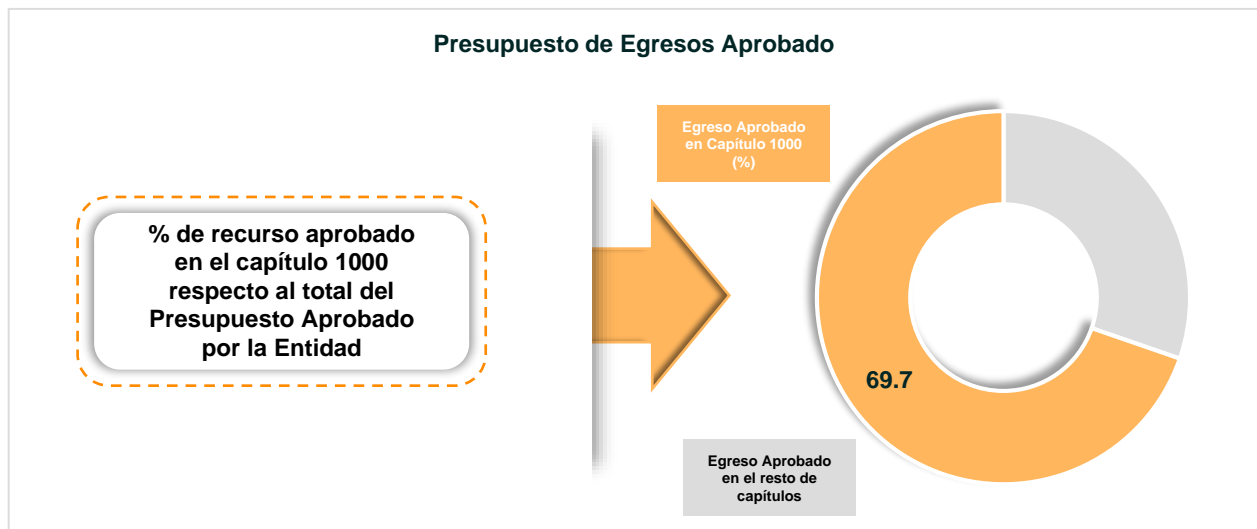 Presupuesto de Egresos Aprobado
Egreso Aprobado
en Capítulo 1000
(%)
% de recurso aprobado
en el capítulo 1000
respecto al total del
Presupuesto Aprobado
por la Entidad
69.7
Egreso Aprobado
en el resto de
capítulos